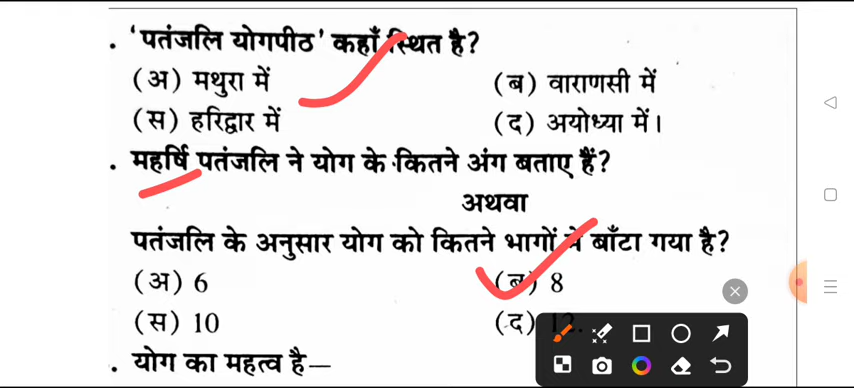 . ‘पतंजलि योगपीठ’ कहाँ स्थित है?
(अ) मथुरा में (ब) वाराणसी में
(स) हरिद्वार में (द) अयोध्या में।
. महर्षि पतंजलि ने योग के कितने अंग बताए हैं?
अथवा
पतंजलि के अनुसार योग को कितने भागों में बाँटा गया है?
(अ) 6 (ब) 8
(स) 10 (द) 12.
. योग का महत्व है—